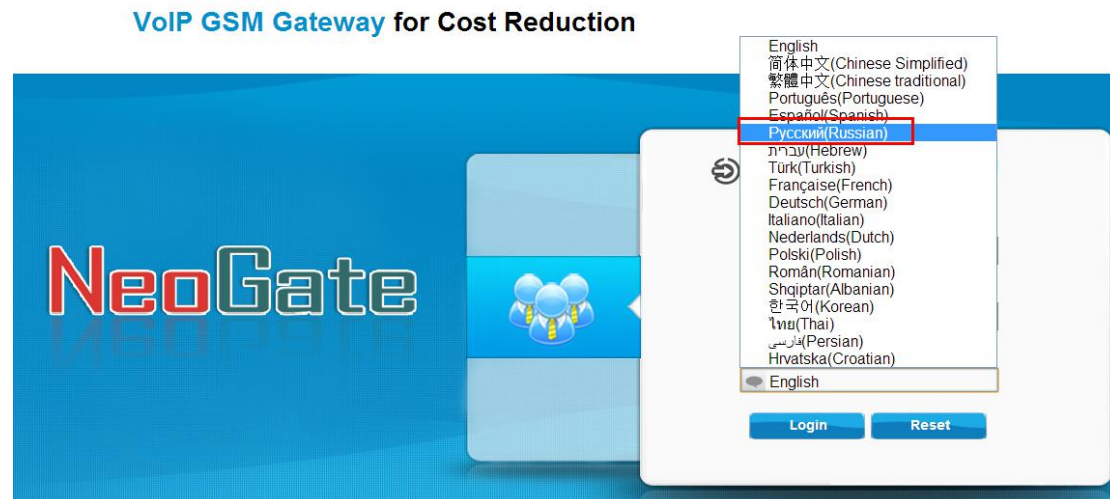 VoIP GSM Gateway for Cost Reduction
English
简体中文(Chinese Simplified)
繁體中文(Chinese traditional)
Português(Portuguese)
Español(Spanish)
Русский(Russian)
עברית(Hebrew)
Türk(Turkish)
Française(French)
Deutsch(German)
Italiano(Italian)
Nederlands(Dutch)
Polski(Polish)
Român(Romanian)
Shqiptar(Albanian)
한국어(Korean)
ไทย(Thai)
فارسی(Persian)
Hrvatska(Croatian)
English
NeoGate
Login Reset